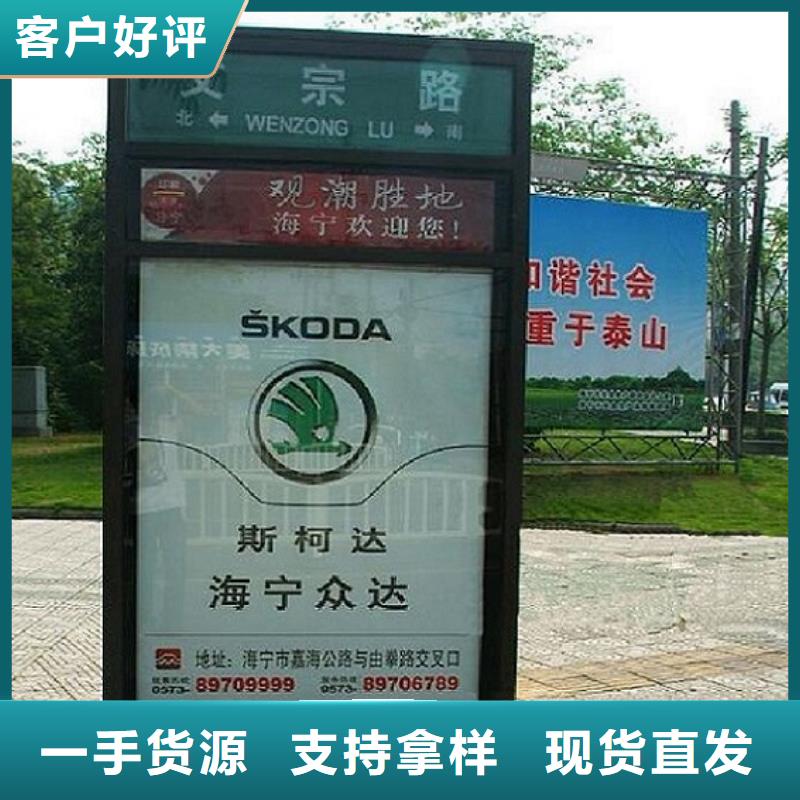 客户好评
文宗路
北 WENZONG LU 南
观潮胜地
海宁欢迎您!
和谐社会
重于泰山
ŠKODA
斯柯达
海宁众达
地址:海宁市嘉海公路与由拳路交叉口
0573-89709999 0573-89706789
一手货源 支持拿样 现货直发